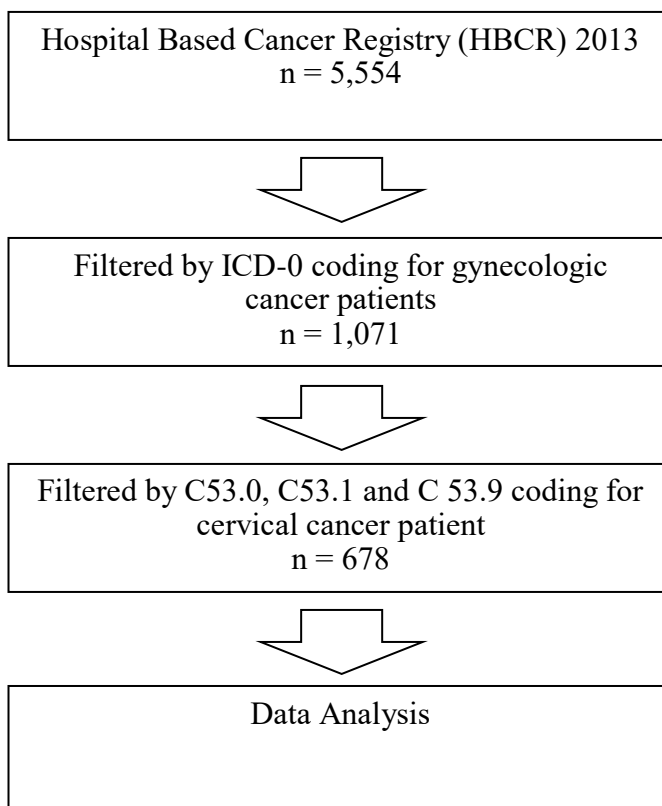 Hospital Based Cancer Registry (HBCR) 2013
n = 5,554
Filtered by ICD-0 coding for gynecologic
cancer patients
n = 1,071
Filtered by C53.0, C53.1 and C 53.9 coding for
cervical cancer patient
n = 678
Data Analysis